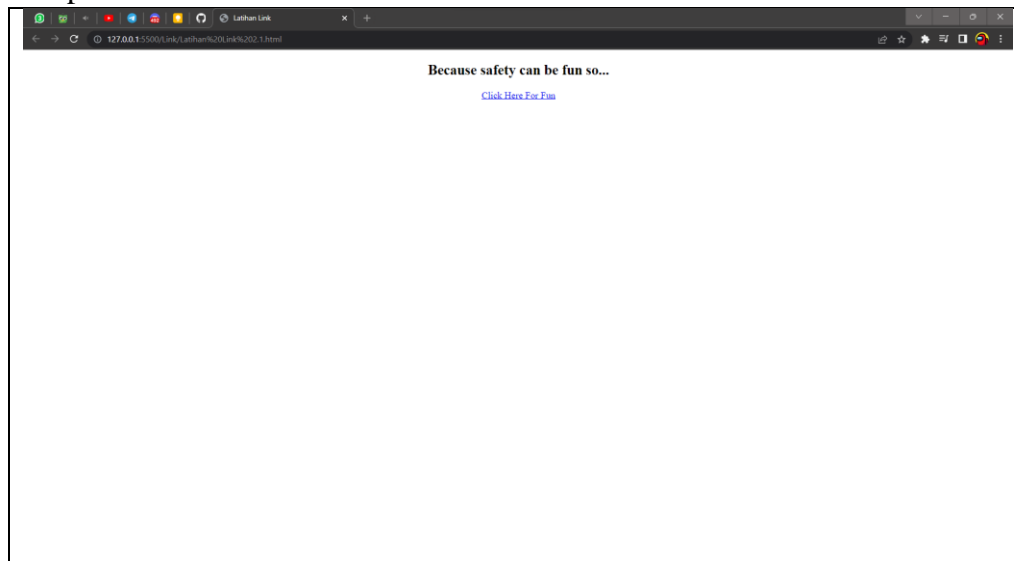 Latihan Link
127.0.0.1:5500/Link/Latihan%20Link%202.1.html
Because safety can be fun so...
Click Here For Fun